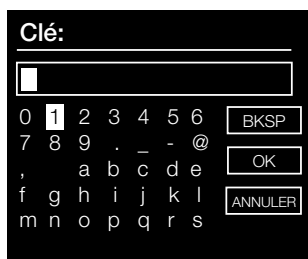 Clé:
0 1 2 3 4 5 6
7 8 9 . _ - @
, a b c d e
f g h i j k l
m n o p q r s
BKSP
OK
ANNULER